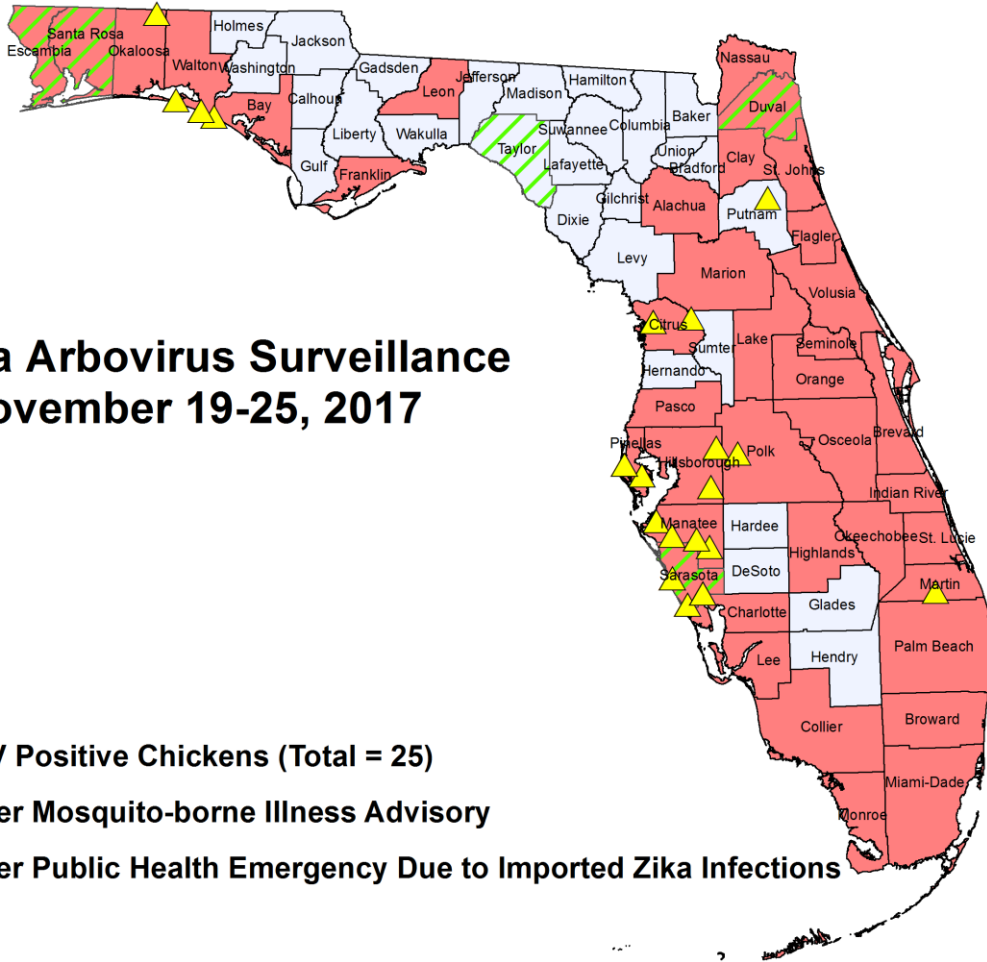 Holmes
Jackson
Santa Rosa
Escambia
Okaloosa
Walton
Washington
Gadsden
Jefferson
Hamilton
Nassau
Bay
Calhoun
Leon
Madison
Baker
Duval
Liberty
Wakulla
Suwannee
Columbia
Taylor
Lafayette
Union
Bradford
Clay
St. Johns
Gulf
Franklin
Gilchrist
Alachua
Putnam
Dixie
Flagler
Levy
Marion
Volusia
Citrus
Sumter
Lake
Seminole
Hernando
Orange
a Arbovirus Surveillance
ovember 19-25, 2017
Pasco
Pinellas
Hillsborough
Polk
Osceola
Brevard
Indian River
Manatee
Hardee
Okeechobee
St. Lucie
Highlands
Sarasota
DeSoto
Martin
Charlotte
Glades
Lee
Hendry
Palm Beach
Collier
Broward
Miami-Dade
Monroe
V Positive Chickens (Total = 25)
er Mosquito-borne Illness Advisory
er Public Health Emergency Due to Imported Zika Infections